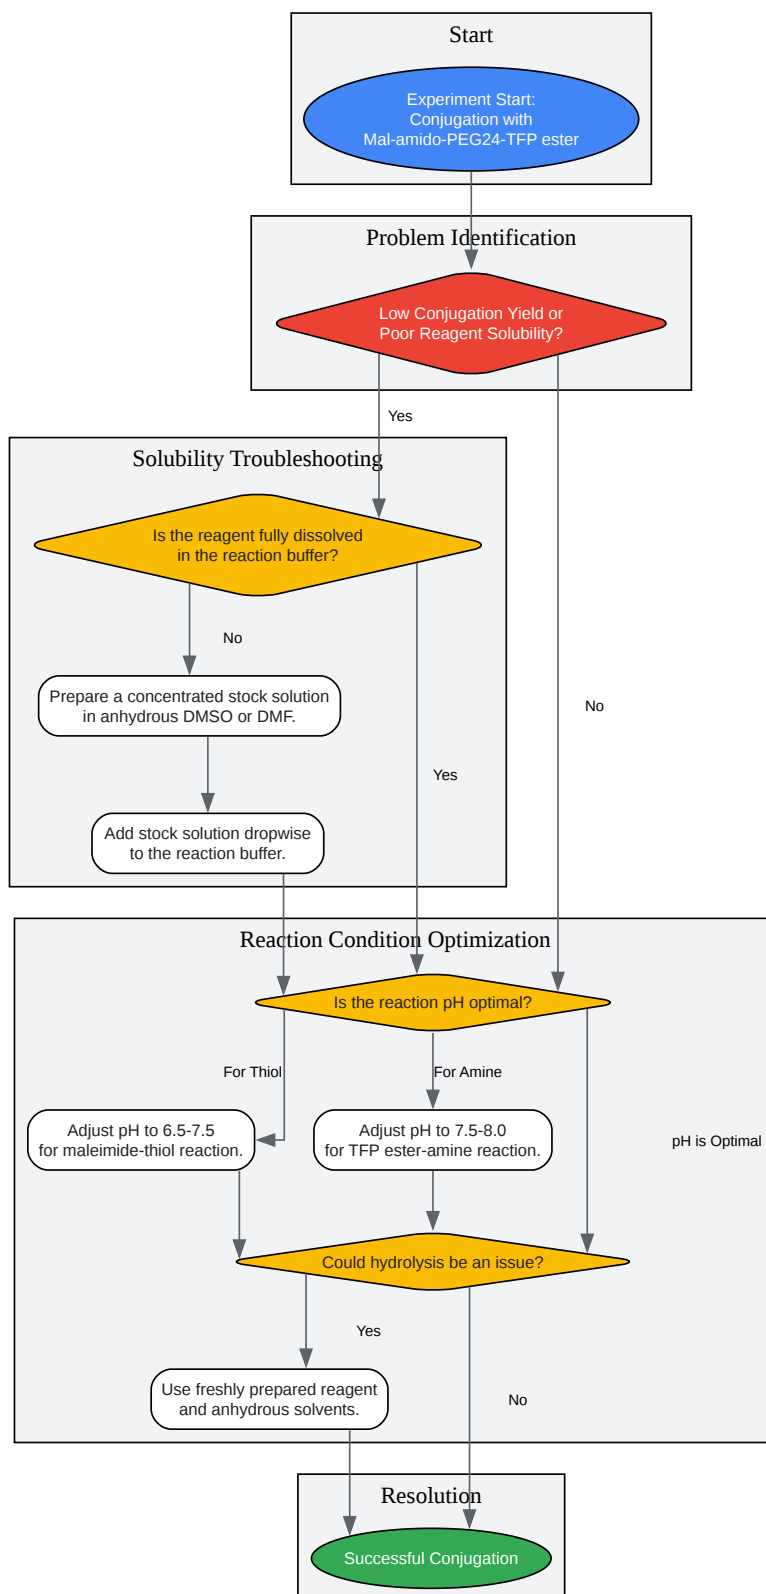 Start
Experiment Start:
Conjugation with
Mal-amido-PEG24-TFP ester
Problem Identification
Low Conjugation Yield or
Poor Reagent Solubility?
Yes
Solubility Troubleshooting
Is the reagent fully dissolved
in the reaction buffer?
No
Prepare a concentrated stock solution
in anhydrous DMSO or DMF.
No
Yes
Add stock solution dropwise
to the reaction buffer.
Reaction Condition Optimization
Is the reaction pH optimal?
For Thiol
For Amine
Adjust pH to 6.5-7.5
for maleimide-thiol reaction.
Adjust pH to 7.5-8.0
for TFP ester-amine reaction.
pH is Optimal
Could hydrolysis be an issue?
Yes
Use freshly prepared reagent
and anhydrous solvents.
No
Resolution
Successful Conjugation